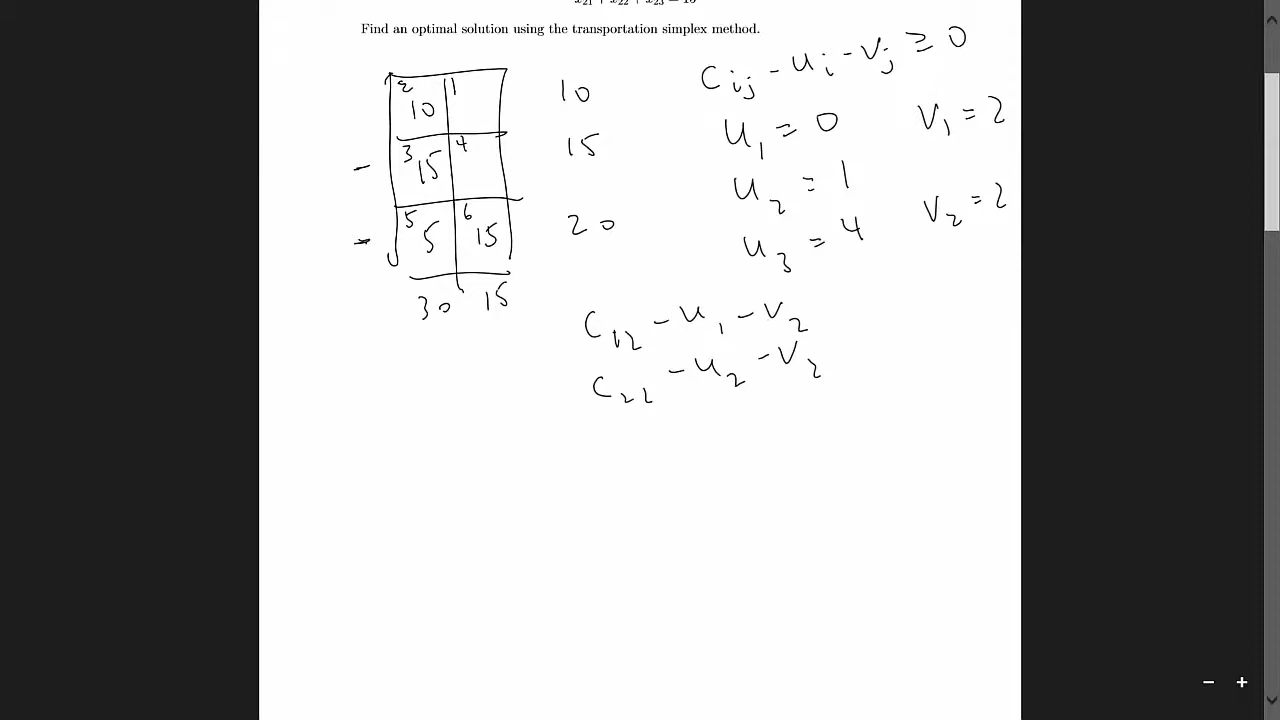 Find an optimal solution using the transportation simplex method.
c_ij - u_i - v_j ≥ 0
2 10 1 10
u_1 = 0 v_1 = 2
3 15 4 15
u_2 = 1 v_2 = 2
5 5 6 15 20
u_3 = 4
30 15
c_12 - u_1 - v_2
c_22 - u_2 - v_2